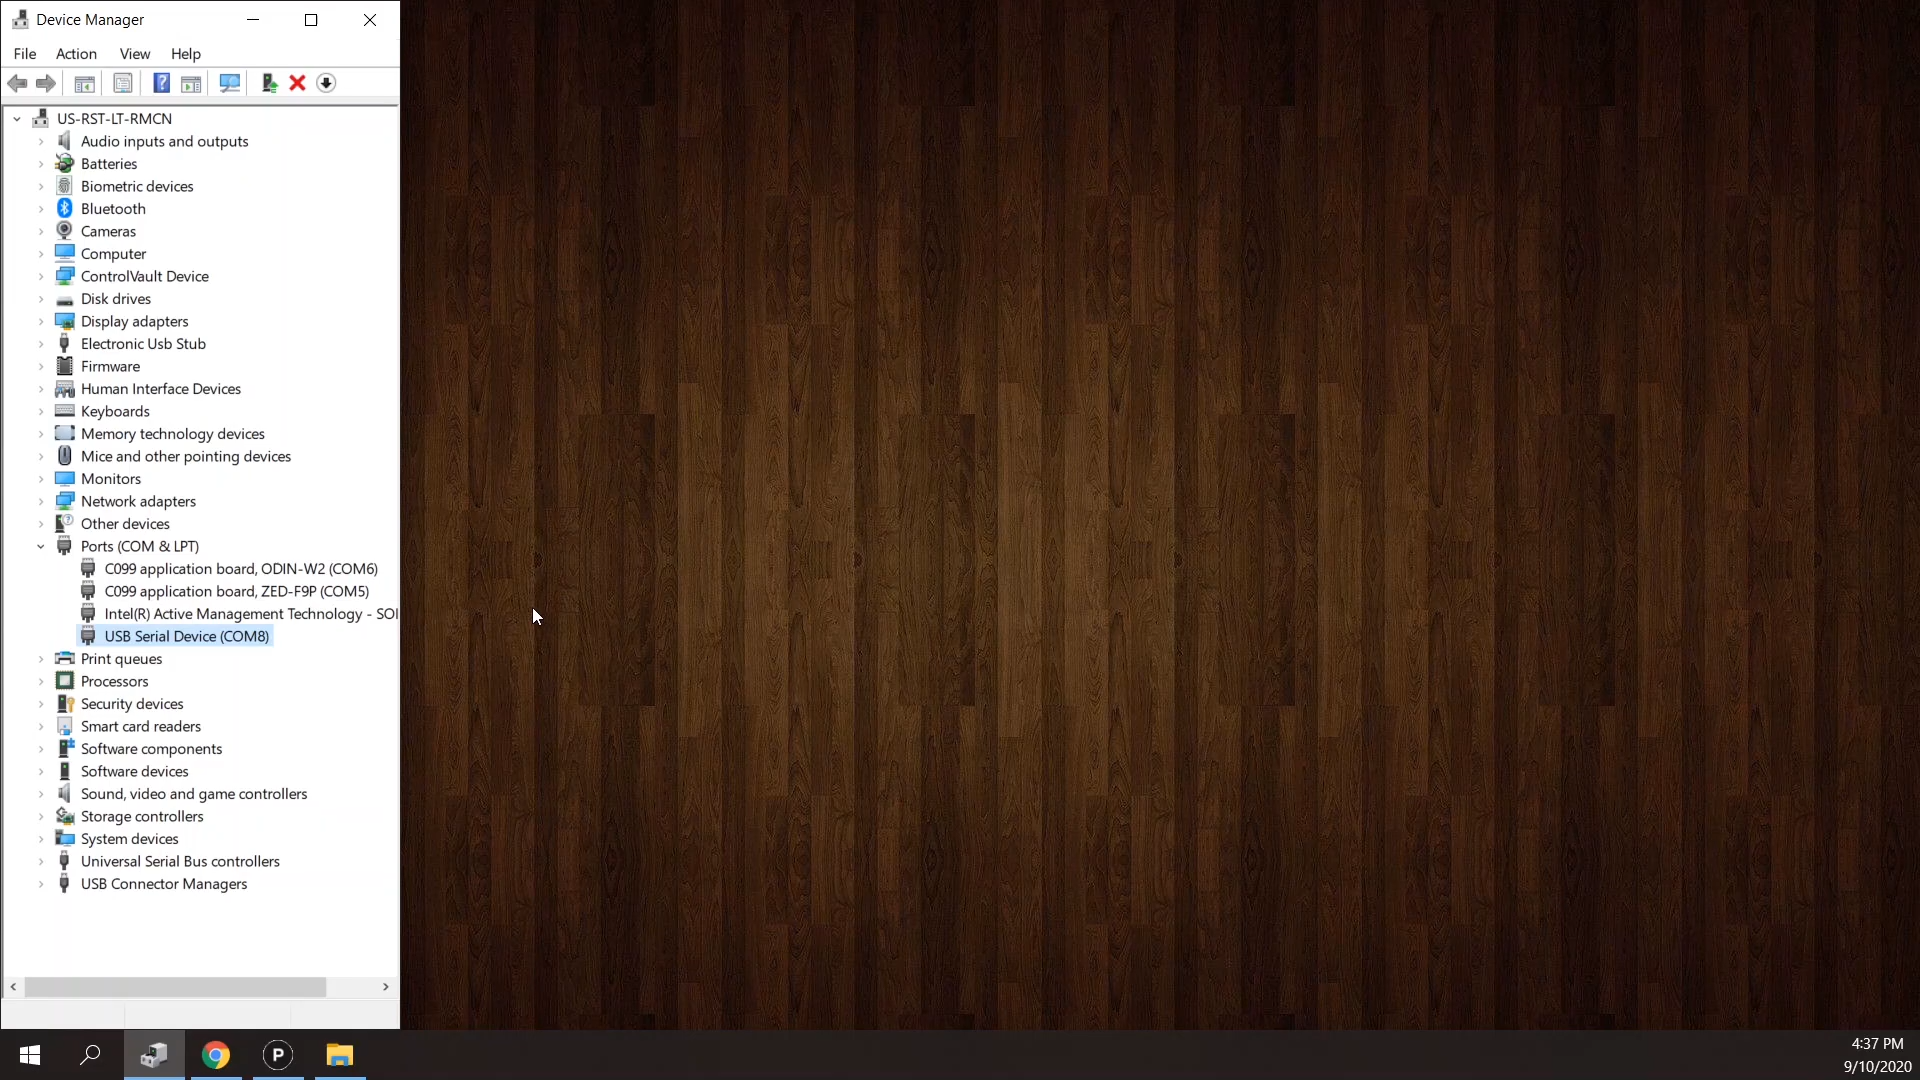 Device Manager
File Action View Help
US-RST-LT-RMCN
Audio inputs and outputs
Batteries
Biometric devices
Bluetooth
Cameras
Computer
ControlVault Device
Disk drives
Display adapters
Electronic Usb Stub
Firmware
Human Interface Devices
Keyboards
Memory technology devices
Mice and other pointing devices
Monitors
Network adapters
Other devices
Ports (COM & LPT)
C099 application board, ODIN-W2 (COM6)
C099 application board, ZED-F9P (COM5)
Intel(R) Active Management Technology - SOl
USB Serial Device (COM8)
Print queues
Processors
Security devices
Smart card readers
Software components
Software devices
Sound, video and game controllers
Storage controllers
System devices
Universal Serial Bus controllers
USB Connector Managers
P
4:37 PM
9/10/2020